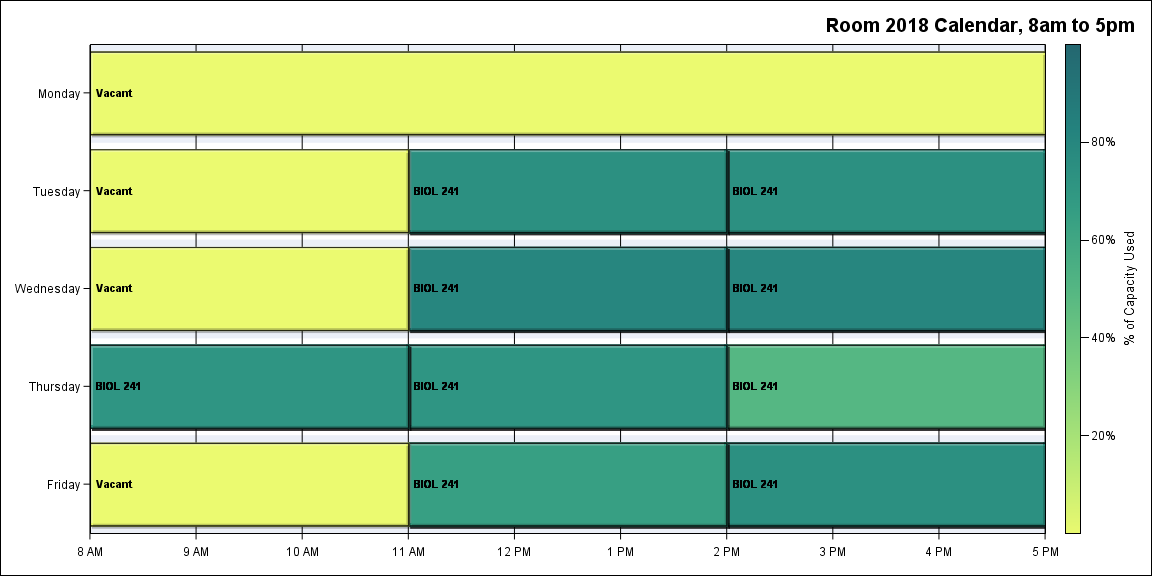 Room 2018 Calendar, 8am to 5pm
Monday
Vacant
Tuesday
Vacant
BIOL 241
BIOL 241
Wednesday
Vacant
BIOL 241
BIOL 241
Thursday
BIOL 241
BIOL 241
BIOL 241
Friday
Vacant
BIOL 241
BIOL 241
8 AM
9 AM
10 AM
11 AM
12 PM
1 PM
2 PM
3 PM
4 PM
5 PM
80%
60%
40%
20%
% of Capacity Used